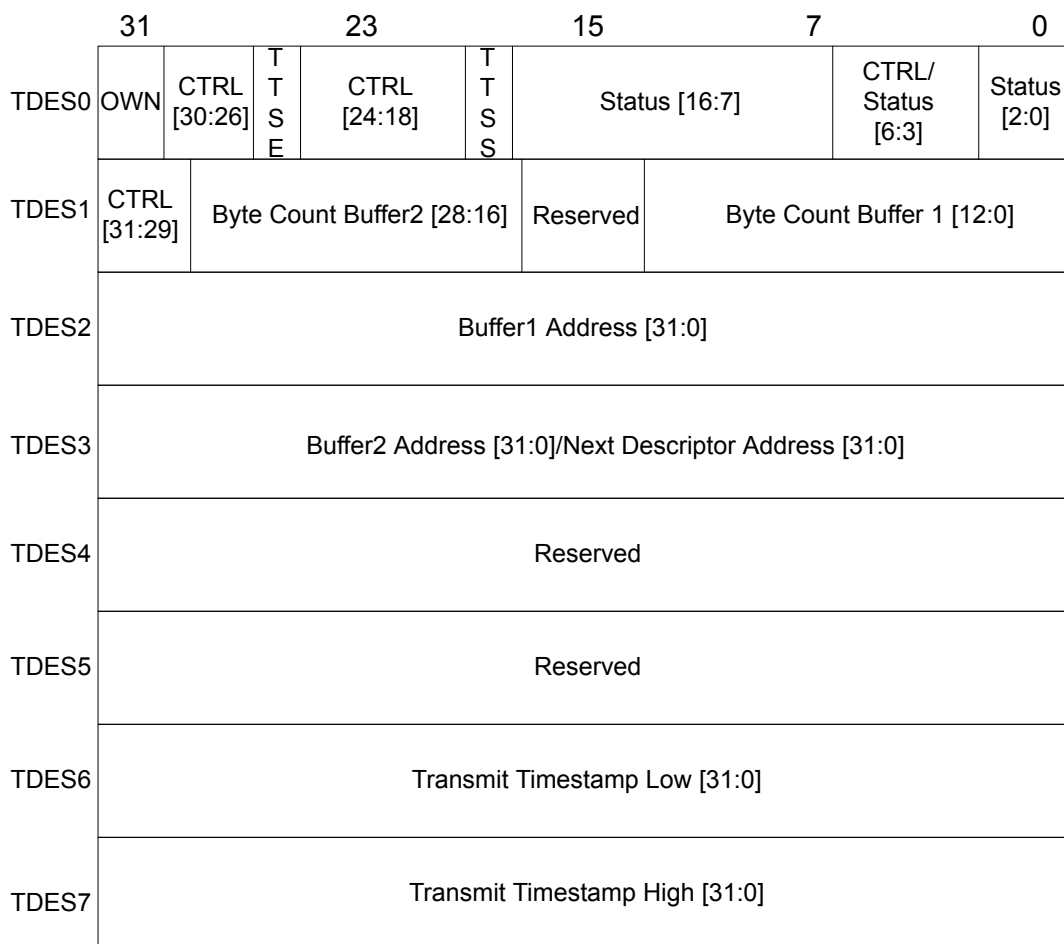 31 23 15 7 0
TDES0 OWN CTRL [30:26] TTSE CTRL [24:18] TTSS Status [16:7] CTRL/ Status [6:3] Status [2:0]
TDES1 CTRL [31:29] Byte Count Buffer2 [28:16] Reserved Byte Count Buffer 1 [12:0]
TDES2 Buffer1 Address [31:0]
TDES3 Buffer2 Address [31:0]/Next Descriptor Address [31:0]
TDES4 Reserved
TDES5 Reserved
TDES6 Transmit Timestamp Low [31:0]
TDES7 Transmit Timestamp High [31:0]